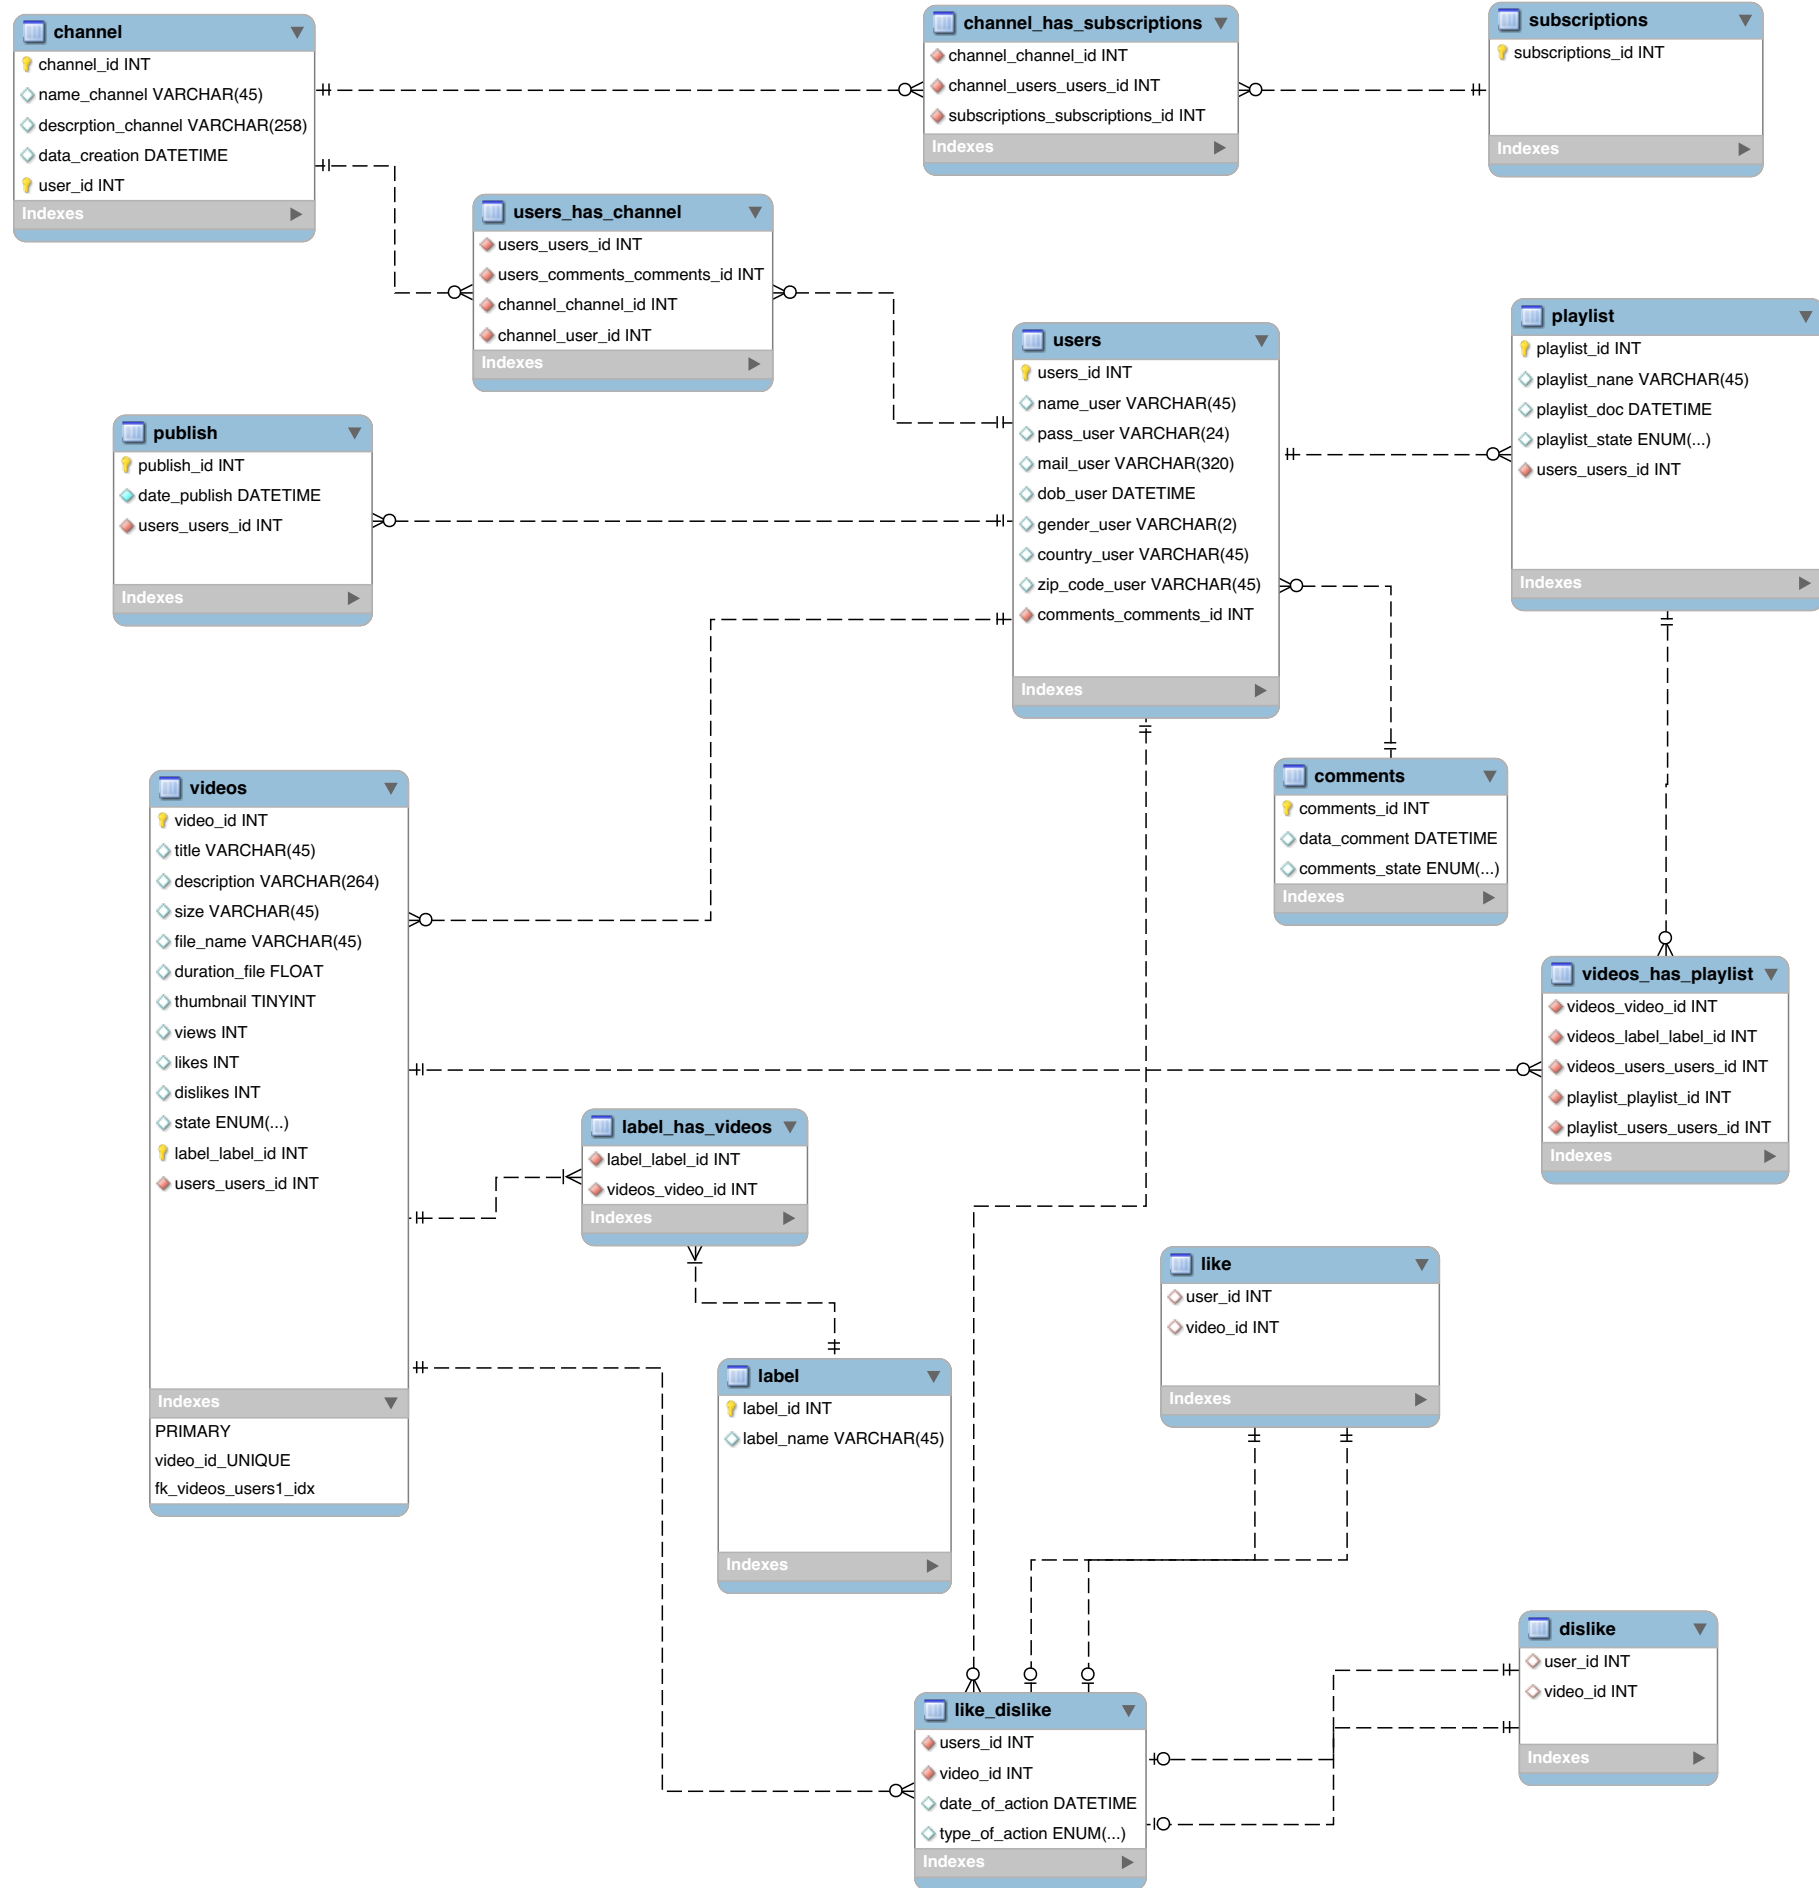 channel
channel_id INT
name_channel VARCHAR(45)
descrption_channel VARCHAR(258)
data_creation DATETIME
user_id INT
Indexes
channel_has_subscriptions
channel_channel_id INT
channel_users_users_id INT
subscriptions_subscriptions_id INT
Indexes
subscriptions
subscriptions_id INT
Indexes
users_has_channel
users_users_id INT
users_comments_comments_id INT
channel_channel_id INT
channel_user_id INT
Indexes
users
users_id INT
name_user VARCHAR(45)
pass_user VARCHAR(24)
mail_user VARCHAR(320)
dob_user DATETIME
gender_user VARCHAR(2)
country_user VARCHAR(45)
zip_code_user VARCHAR(45)
comments_comments_id INT
Indexes
playlist
playlist_id INT
playlist_nane VARCHAR(45)
playlist_doc DATETIME
playlist_state ENUM(...)
users_users_id INT
Indexes
publish
publish_id INT
date_publish DATETIME
users_users_id INT
Indexes
videos
video_id INT
title VARCHAR(45)
description VARCHAR(264)
size VARCHAR(45)
file_name VARCHAR(45)
duration_file FLOAT
thumbnail TINYINT
views INT
likes INT
dislikes INT
state ENUM(...)
label_label_id INT
users_users_id INT
Indexes
PRIMARY
video_id_UNIQUE
fk_videos_users1_idx
comments
comments_id INT
data_comment DATETIME
comments_state ENUM(...)
Indexes
videos_has_playlist
videos_video_id INT
videos_label_label_id INT
videos_users_users_id INT
playlist_playlist_id INT
playlist_users_users_id INT
Indexes
label_has_videos
label_label_id INT
videos_video_id INT
Indexes
like
user_id INT
video_id INT
Indexes
label
label_id INT
label_name VARCHAR(45)
Indexes
dislike
user_id INT
video_id INT
Indexes
like_dislike
users_id INT
video_id INT
date_of_action DATETIME
type_of_action ENUM(...)
Indexes